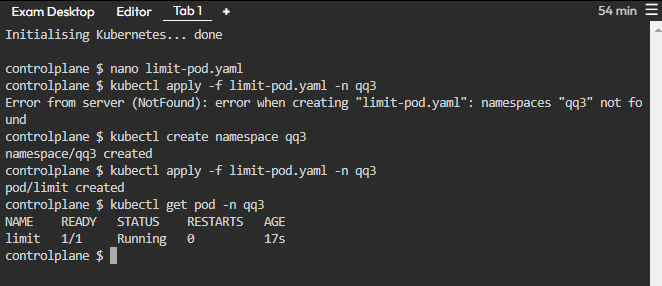 Exam Desktop Editor Tab 1 + 54 min
Initialising Kubernetes... done
controlplane $ nano limit-pod.yaml
controlplane $ kubectl apply -f limit-pod.yaml -n qq3
Error from server (NotFound): error when creating "limit-pod.yaml": namespaces "qq3" not fo
und
controlplane $ kubectl create namespace qq3
namespace/qq3 created
controlplane $ kubectl apply -f limit-pod.yaml -n qq3
pod/limit created
controlplane $ kubectl get pod -n qq3
NAME READY STATUS RESTARTS AGE
limit 1/1 Running 0 17s
controlplane $